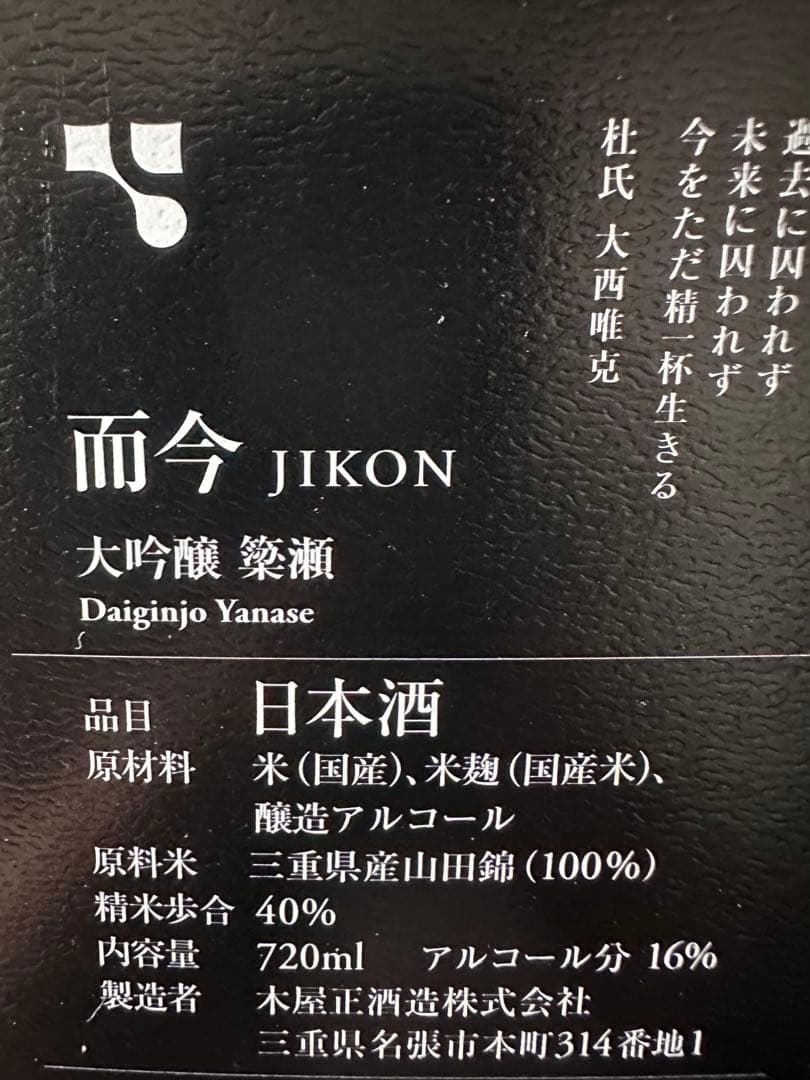 過去に囚われず
未来に囚われず
今をただ精一杯生きる
杜氏 大西唯克
而今 JIKON
大吟醸 簗瀬
Daiginjo Yanase
品目 日本酒
原材料 米（国産）、米麹（国産米）、
醸造アルコール
原料米 三重県産山田錦（100%）
精米歩合 40%
内容量 720ml アルコール分 16%
製造者 木屋正酒造株式会社
三重県名張市本町314番地1